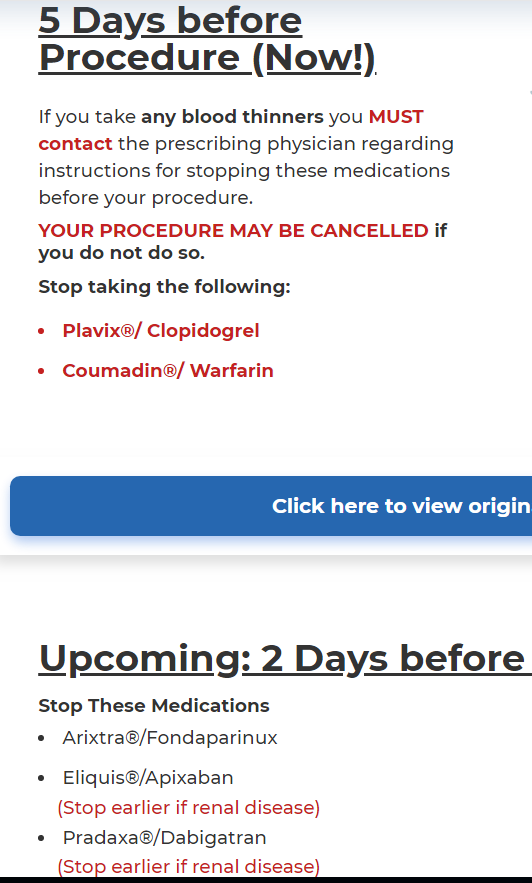 5 Days before
Procedure (Now!)
If you take any blood thinners you MUST
contact the prescribing physician regarding
instructions for stopping these medications
before your procedure.
YOUR PROCEDURE MAY BE CANCELLED if
you do not do so.
Stop taking the following:
• Plavix®/ Clopidogrel
• Coumadin®/ Warfarin
Click here to view origin
Upcoming: 2 Days before
Stop These Medications
• Arixtra®/Fondaparinux
• Eliquis®/Apixaban
(Stop earlier if renal disease)
• Pradaxa®/Dabigatran
(Stop earlier if renal disease)